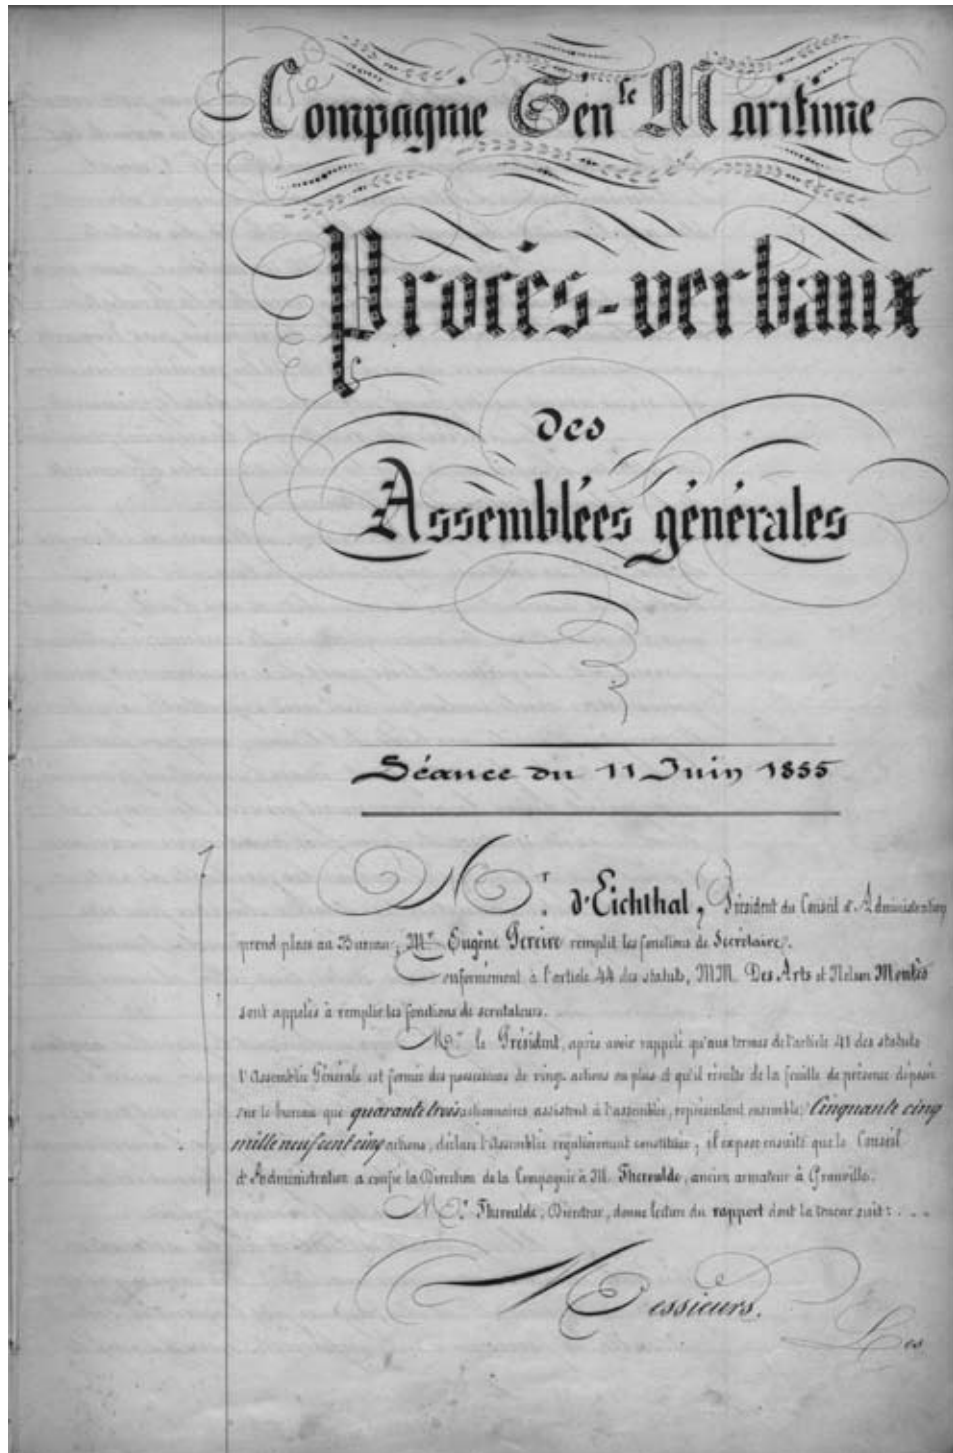 Compagnie Génle Maritime
Procès-verbaux
des
Assemblées générales
Séance du 11 Juin 1855
Mr. d'Eichthal, Président du Conseil d'Administration,
prend place au Bureau; Mr Eugène Pereire remplit les fonctions de Secrétaire.
Conformément à l'article 44 des statuts, MM. Des Arts et Nelson Montès
sont appelés à remplir les fonctions de scrutateurs.
Mr. le Président, après avoir rappelé qu'aux termes de l'article 41 des statuts
l'Assemblée Générale est formée des possesseurs de vingt actions ou plus et qu'il résulte de la feuille de présence déposée
sur le bureau que quarante trois actionnaires assistent à l'assemblée, représentant ensemble, Cinquante cinq
mille neuf cent cinq actions, déclare l'Assemblée régulièrement constituée; il expose ensuite que le Conseil
d'Administration a confié la Direction de la Compagnie à M. Theroulde, ancien armateur à Granville.
Mr. Theroulde, Directeur, donne lecture du rapport dont la teneur suit: . . .
Messieurs.
Les